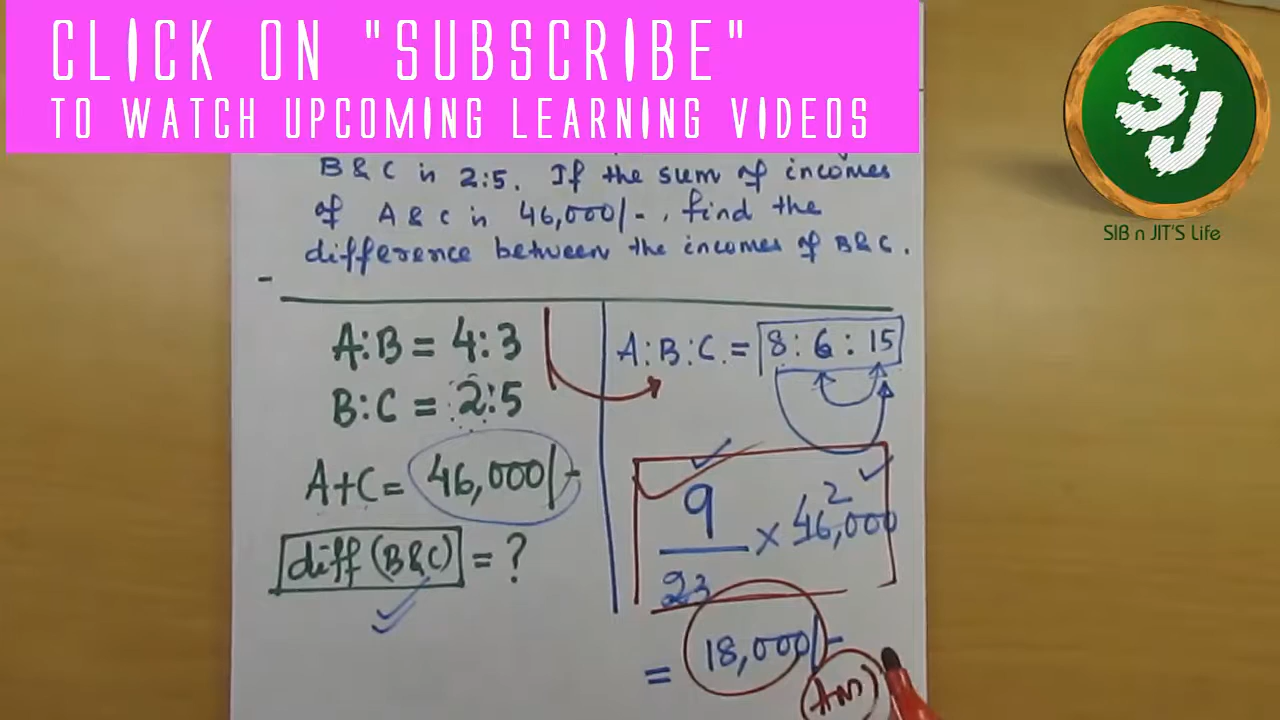 CLICK ON "SUBSCRIBE"
TO WATCH UPCOMING LEARNING VIDEOS
SJ
SIB n JIT'S Life
B & C is 2:5. If the sum of incomes
of A & C is 46,000/-, find the
difference between the incomes of B & C.
A:B = 4:3
B:C = 2:5
A+C = 46,000/-
diff (B&C) = ?
A:B:C = 8:6:15
9
23
× 46,000
2
= 18,000/-
Ans